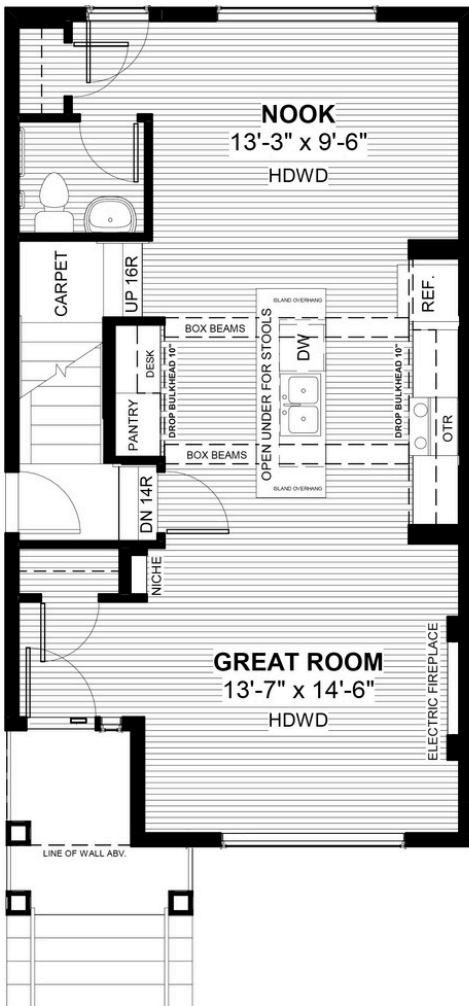 NOOK
13'-3" x 9'-6"
HDWD
CARPET
UP 16R
REF.
ISLAND OVERHANG
BOX BEAMS
DESK
PANTRY
DROP BULKHEAD 10"
OPEN UNDER FOR STOOLS
DW
DROP BULKHEAD 10"
OTR
BOX BEAMS
ISLAND OVERHANG
DN 14R
NICHE
GREAT ROOM
13'-7" x 14'-6"
HDWD
ELECTRIC FIREPLACE
LINE OF WALL ABV.